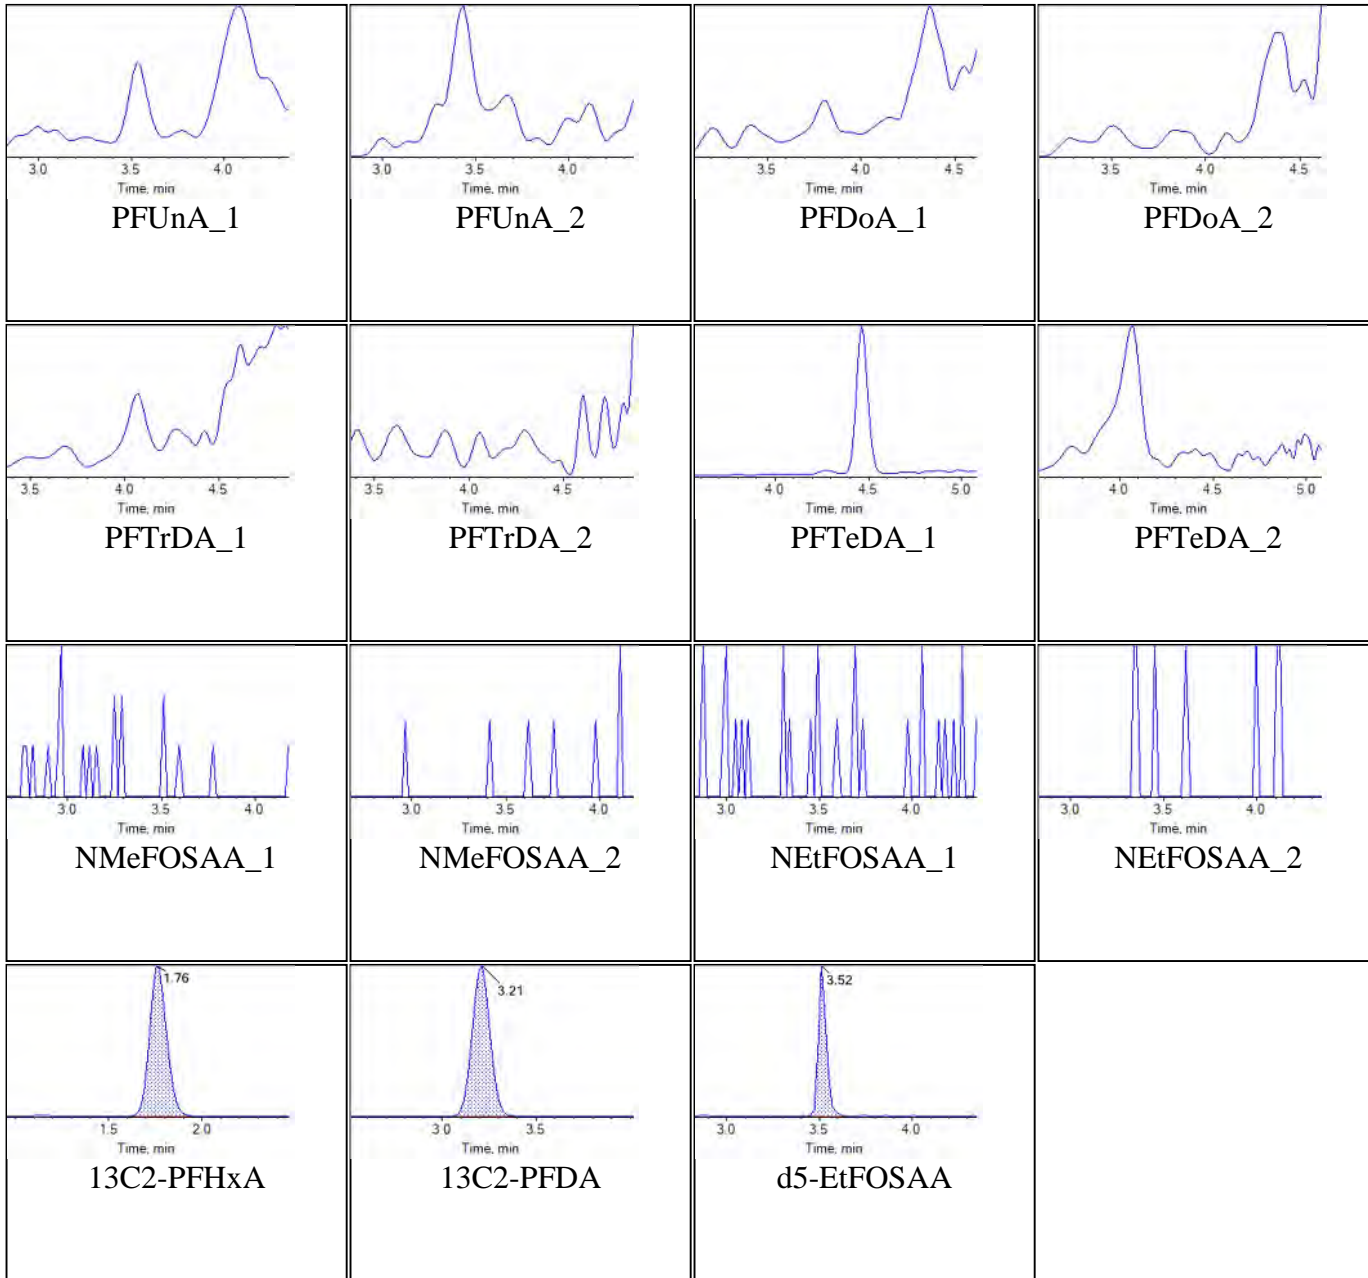 3.0 3.5 4.0
Time, min
PFUnA_1
3.0 3.5 4.0
Time, min
PFUnA_2
3.5 4.0 4.5
Time, min
PFDoA_1
3.5 4.0 4.5
Time, min
PFDoA_2
3.5 4.0 4.5
Time, min
PFTrDA_1
3.5 4.0 4.5
Time, min
PFTrDA_2
4.0 4.5 5.0
Time, min
PFTeDA_1
4.0 4.5 5.0
Time, min
PFTeDA_2
3.0 3.5 4.0
Time, min
NMeFOSAA_1
3.0 3.5 4.0
Time, min
NMeFOSAA_2
3.0 3.5 4.0
Time, min
NEtFOSAA_1
3.0 3.5 4.0
Time, min
NEtFOSAA_2
1.76
1.5 2.0
Time, min
13C2-PFHxA
3.21
3.0 3.5
Time, min
13C2-PFDA
3.52
3.0 3.5 4.0
Time, min
d5-EtFOSAA